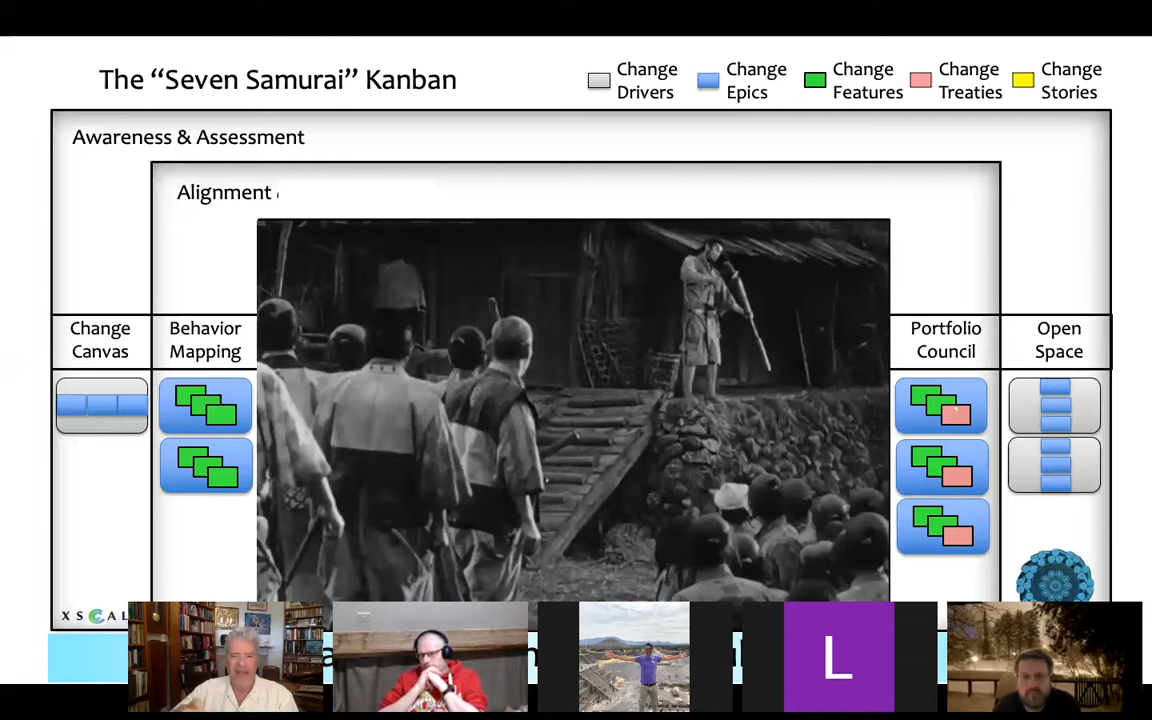 The “Seven Samurai” Kanban
Change
Drivers
Change
Epics
Change
Features
Change
Treaties
Change
Stories
Awareness & Assessment
Alignment
Change
Canvas
Behavior
Mapping
Portfolio
Council
Open
Space
X S C A L
L